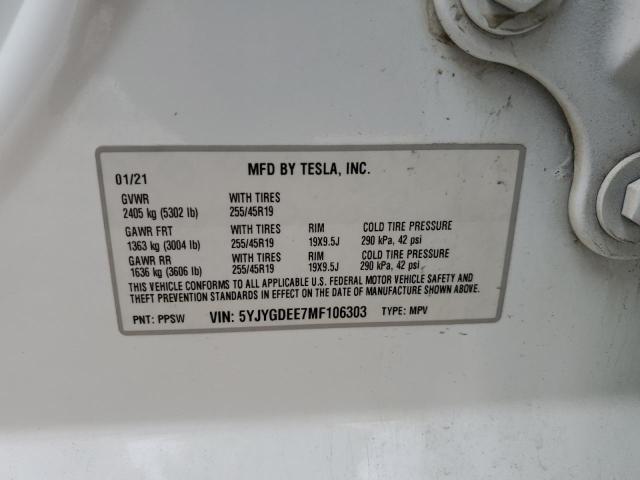 01/21 MFD BY TESLA, INC.
GVWR WITH TIRES
2405 kg (5302 lb) 255/45R19
GAWR FRT WITH TIRES RIM COLD TIRE PRESSURE
1363 kg (3004 lb) 255/45R19 19X9.5J 290 kPa, 42 psi
GAWR RR WITH TIRES RIM COLD TIRE PRESSURE
1636 kg (3606 lb) 255/45R19 19X9.5J 290 kPa, 42 psi
THIS VEHICLE CONFORMS TO ALL APPLICABLE U.S. FEDERAL MOTOR VEHICLE SAFETY AND
THEFT PREVENTION STANDARDS IN EFFECT ON THE DATE OF MANUFACTURE SHOWN ABOVE.
PNT: PPSW VIN: 5YJYGDEE7MF106303 TYPE: MPV